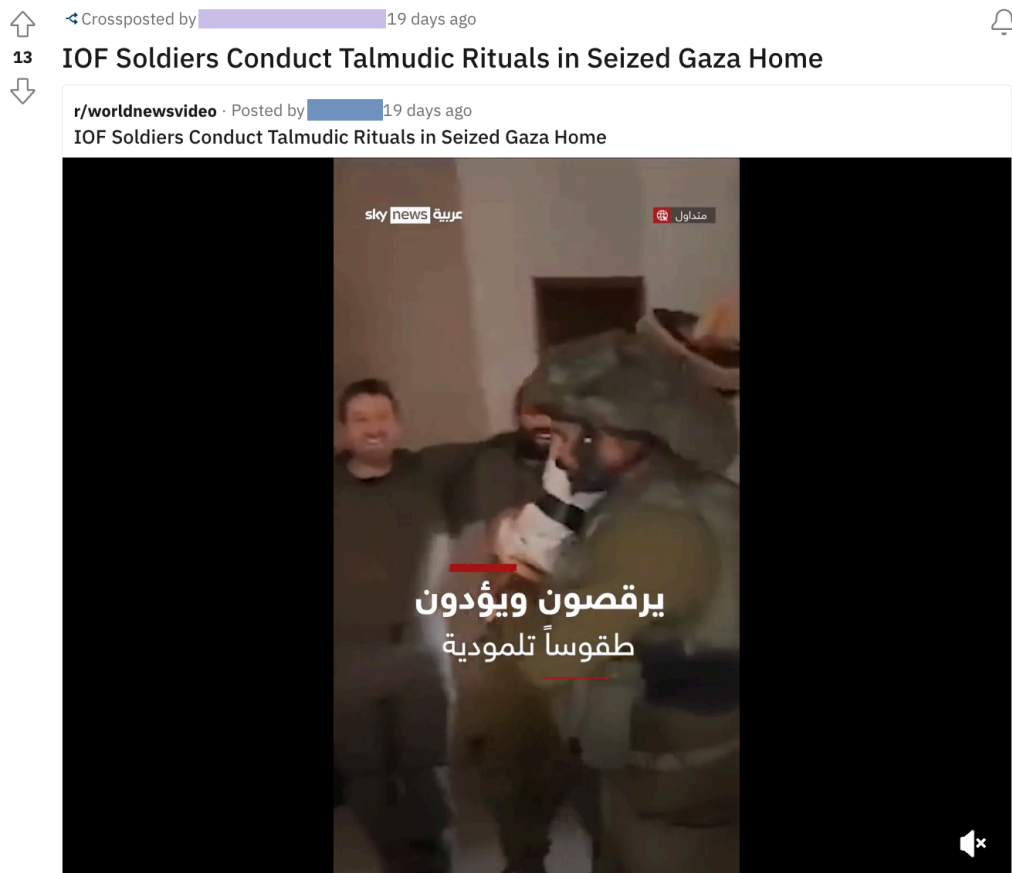 Crossposted by 19 days ago
13
IOF Soldiers Conduct Talmudic Rituals in Seized Gaza Home
r/worldnewsvideo · Posted by 19 days ago
IOF Soldiers Conduct Talmudic Rituals in Seized Gaza Home
sky news عربية
متداول
يرقصون ويؤدون
طقوساً تلمودية